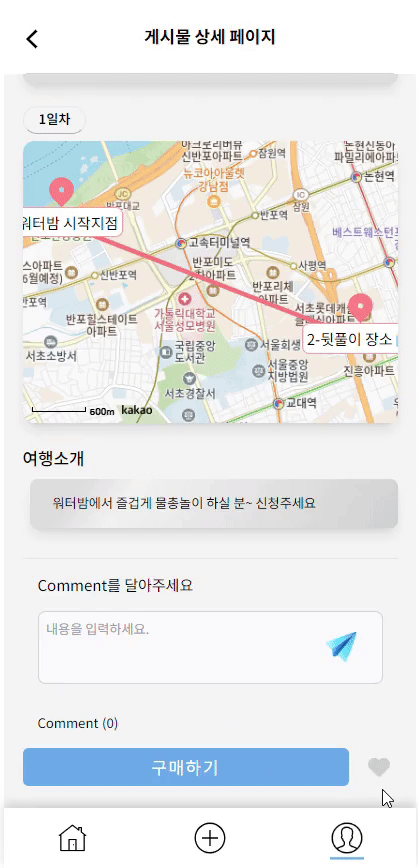 게시물 상세 페이지
1일차
아크로리버뷰
신반포아파트
잠원역
논현신동아
파밀리에아파트
뉴코아아울렛
강남점
논현역
JC
반포대교
JC
잠원
반포역
워터밤 시작지점
고속터미널역
베스트웨스턴
스아파트
6월예정)
신반포역
반포미도
2차아파트
사평역
반포역
반포힐스테이트
아파트
가톨릭대학교
서울성모병원
반포리체
아파트
서초롯데캐슬
서초소방서
국립중앙
도서관
서울회생
2-뒷풀이 장소
서울중앙
지방법원
진흥아파트
서초경찰서
교대역
600m
kakao
여행소개
워터밤에서 즐겁게 물총놀이 하실 분~ 신청주세요
Comment를 달아주세요
내용을 입력하세요.
Comment (0)
구매하기